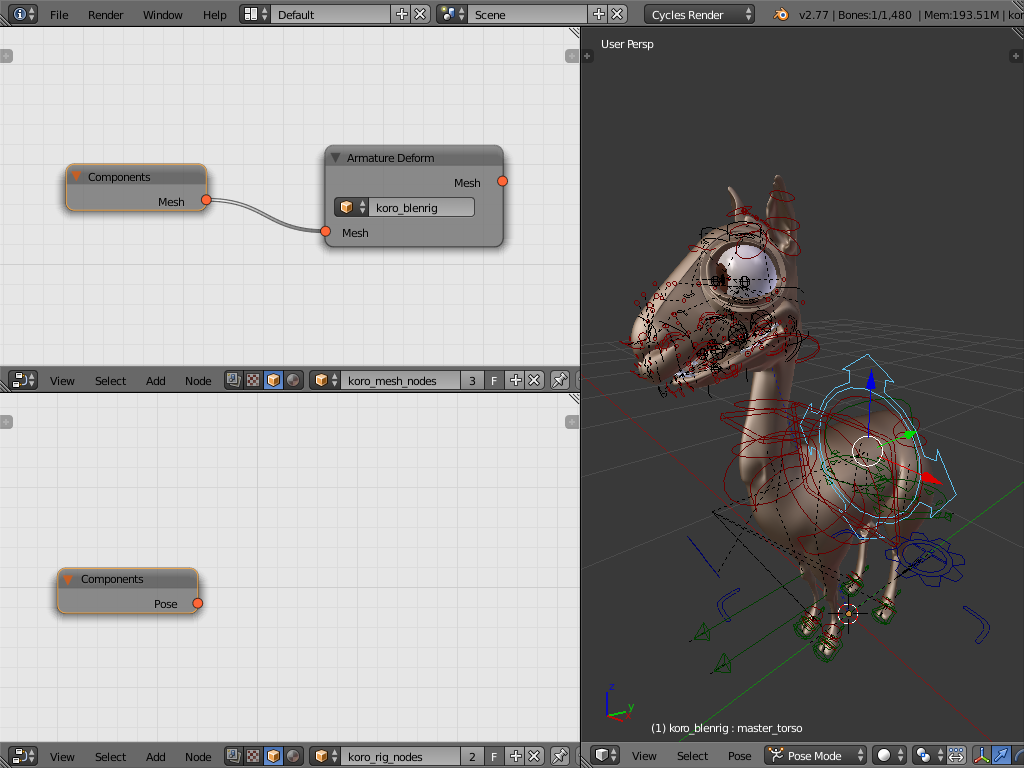 File Render Window Help Default Scene Cycles Render v2.77 | Bones:1/1,480 | Mem:193.51M | kor
User Persp
Components
Mesh
Armature Deform
Mesh
koro_blenrig
Mesh
View Select Add Node koro_mesh_nodes 3 F
Components
Pose
z
y
(1) koro_blenrig : master_torso
View Select Add Node koro_rig_nodes 2 F
View Select Pose Pose Mode